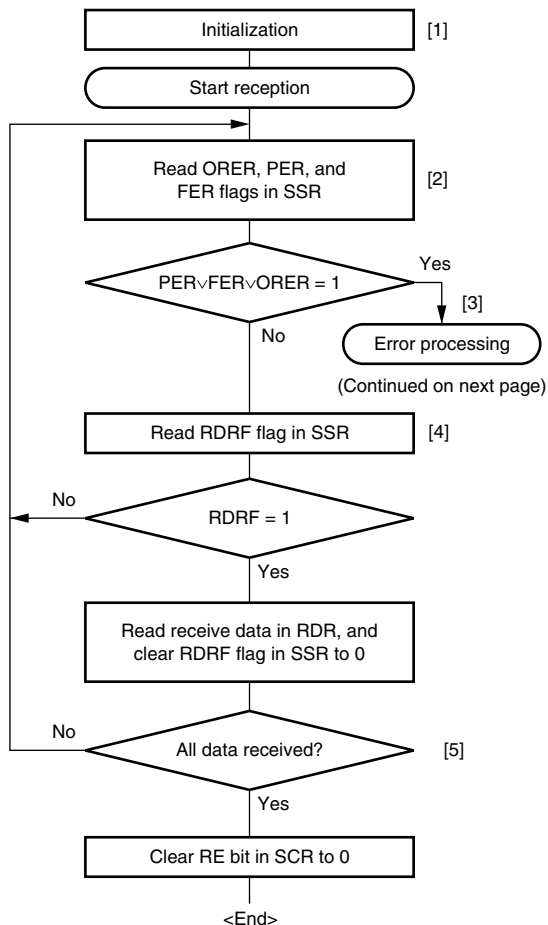 Initialization
[1]
Start reception
Read ORER, PER, and
FER flags in SSR
[2]
PER∨FER∨ORER = 1
Yes
[3]
No
Error processing
(Continued on next page)
Read RDRF flag in SSR
[4]
No
RDRF = 1
Yes
Read receive data in RDR, and
clear RDRF flag in SSR to 0
No
All data received?
[5]
Yes
Clear RE bit in SCR to 0
<End>